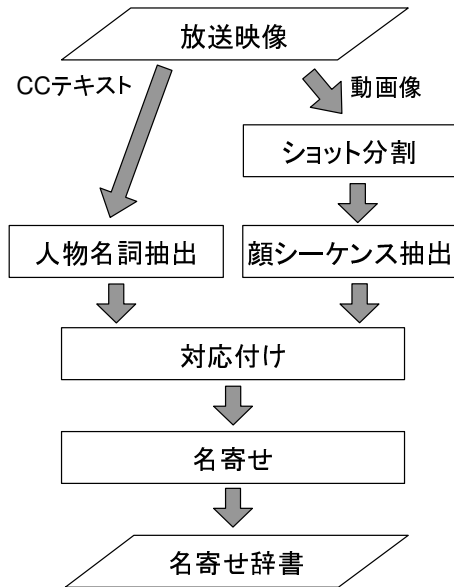 放送映像
CCテキスト
動画像
ショット分割
人物名詞抽出
顔シーケンス抽出
対応付け
名寄せ
名寄せ辞書